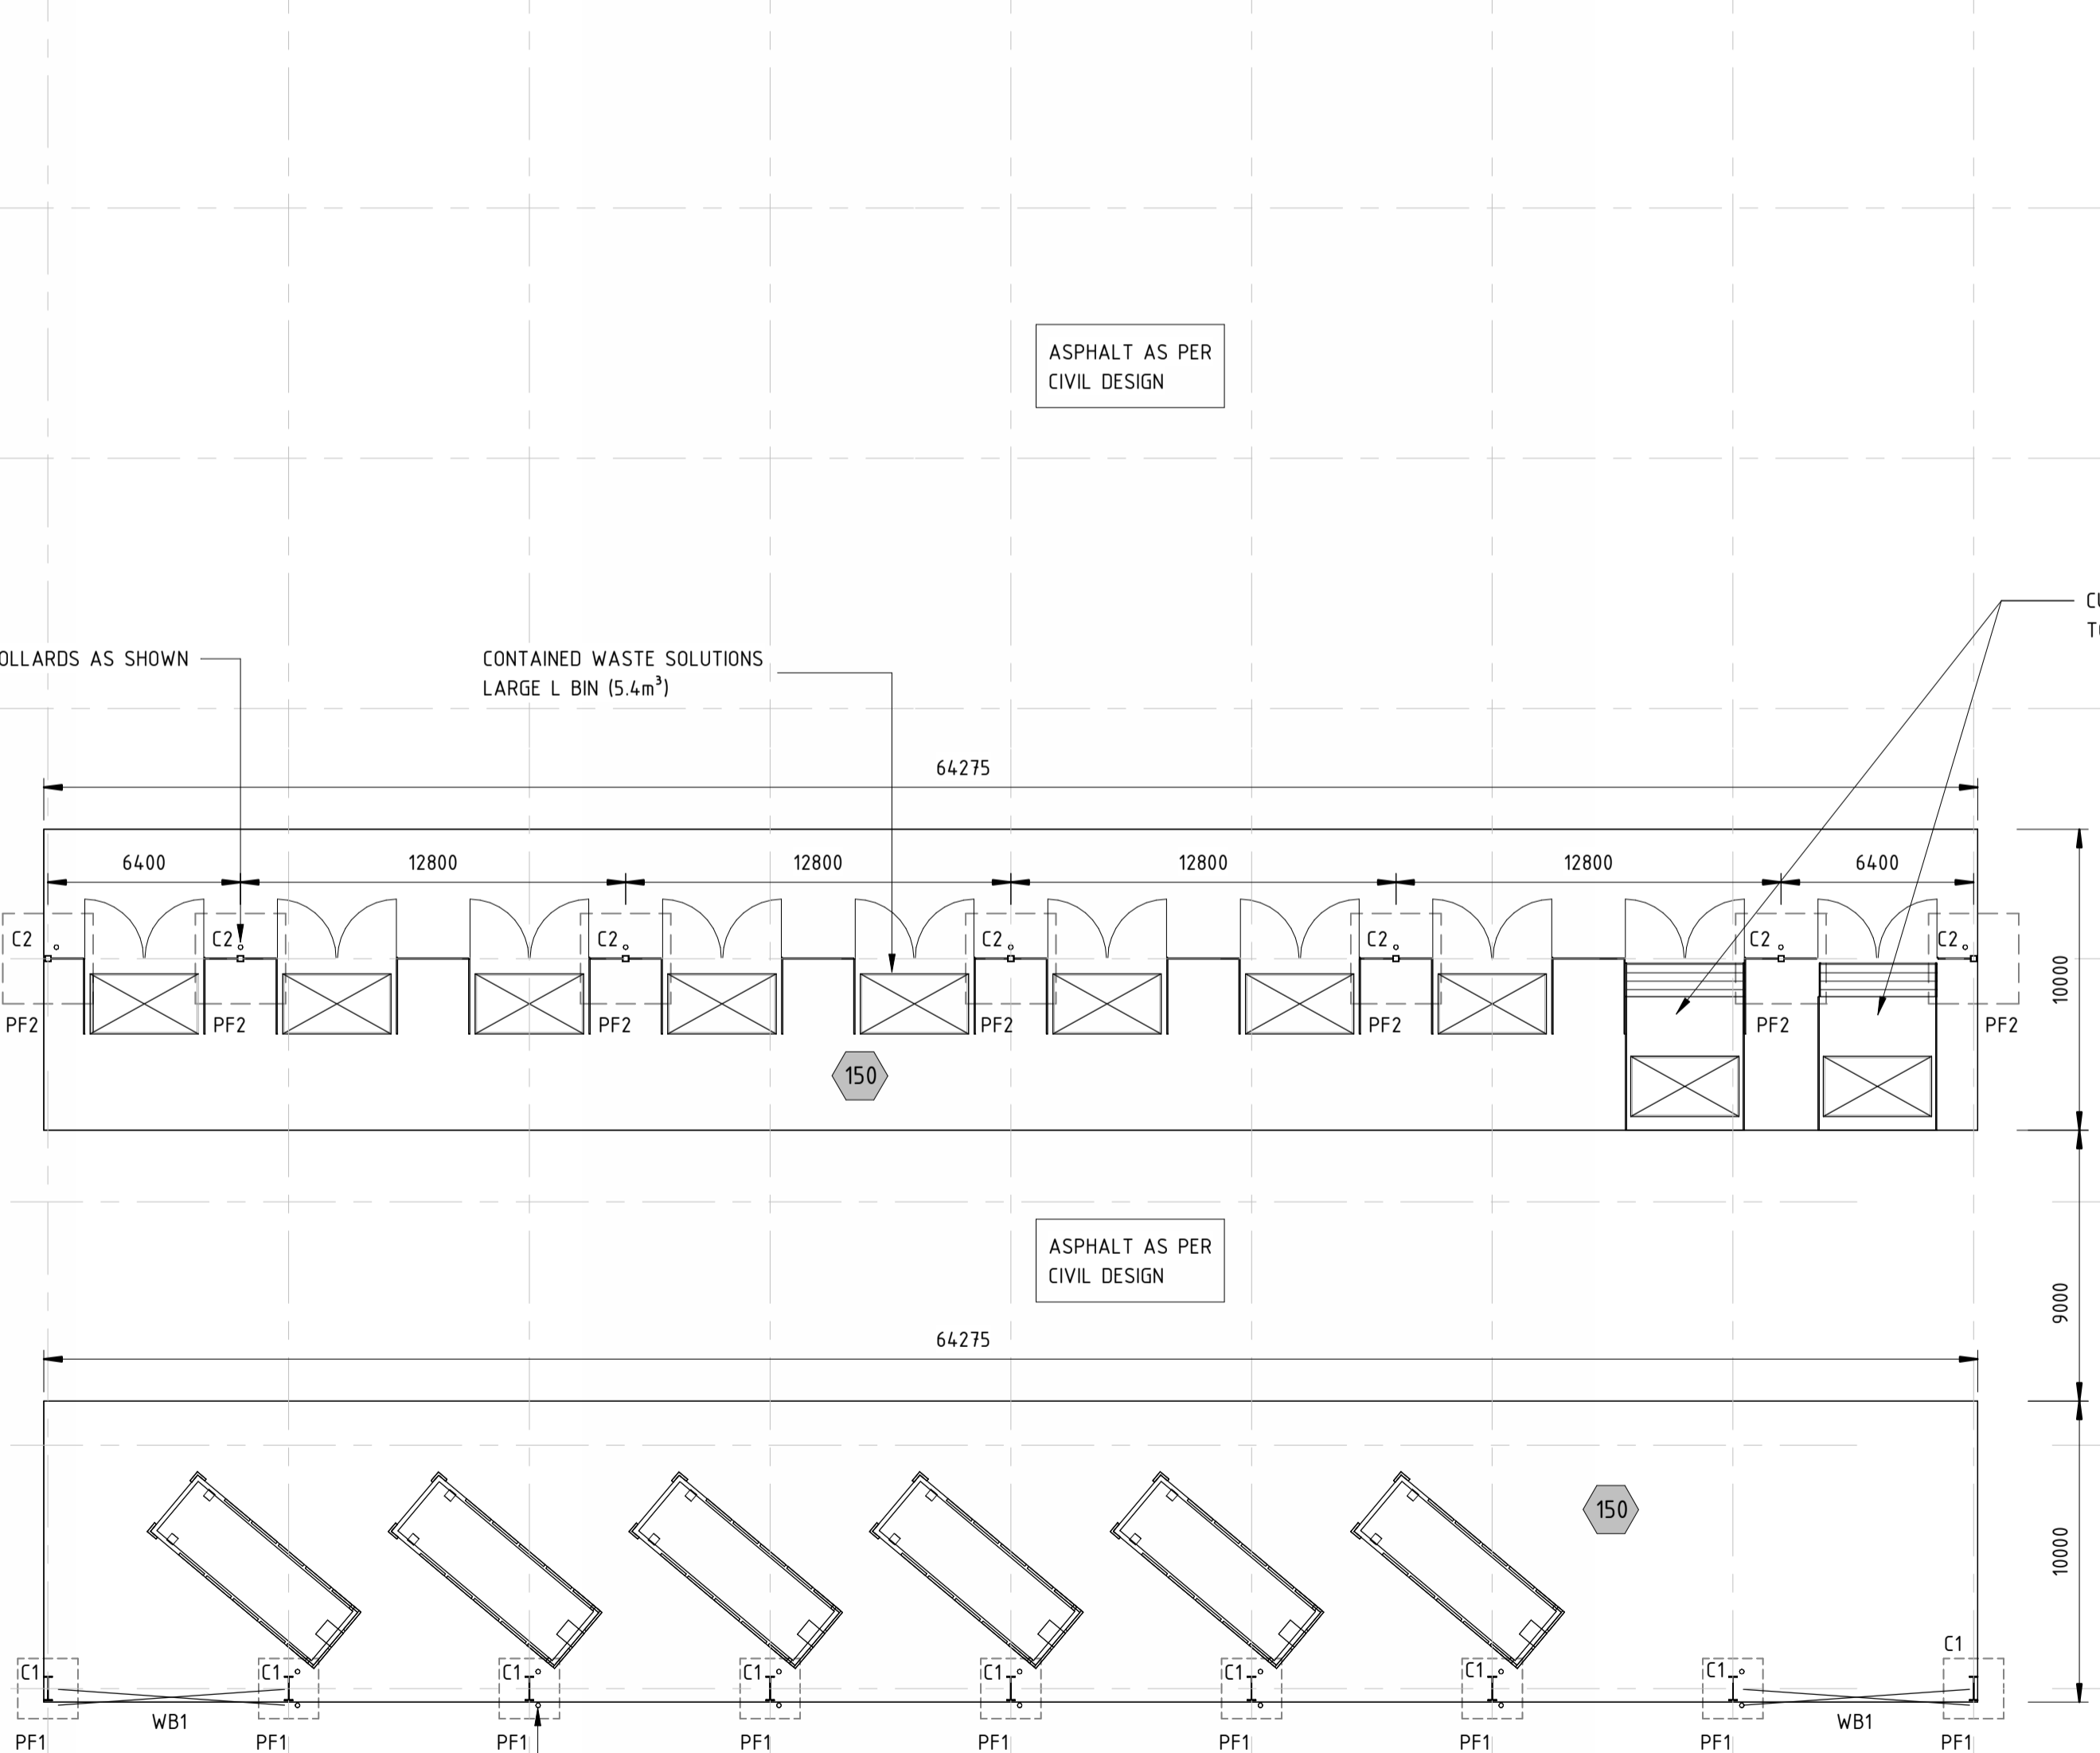 ASPHALT AS PER
CIVIL DESIGN
OLLARDS AS SHOWN
CONTAINED WASTE SOLUTIONS
LARGE L BIN (5.4m³)
64275
6400
12800
12800
12800
12800
6400
C2
C2
C2
C2
C2
C2
C2
10000
PF2
PF2
PF2
PF2
PF2
PF2
PF2
150
ASPHALT AS PER
CIVIL DESIGN
9000
64275
150
10000
C1
C1
C1
C1
C1
C1
C1
C1
C1
WB1
WB1
PF1
PF1
PF1
PF1
PF1
PF1
PF1
PF1
PF1